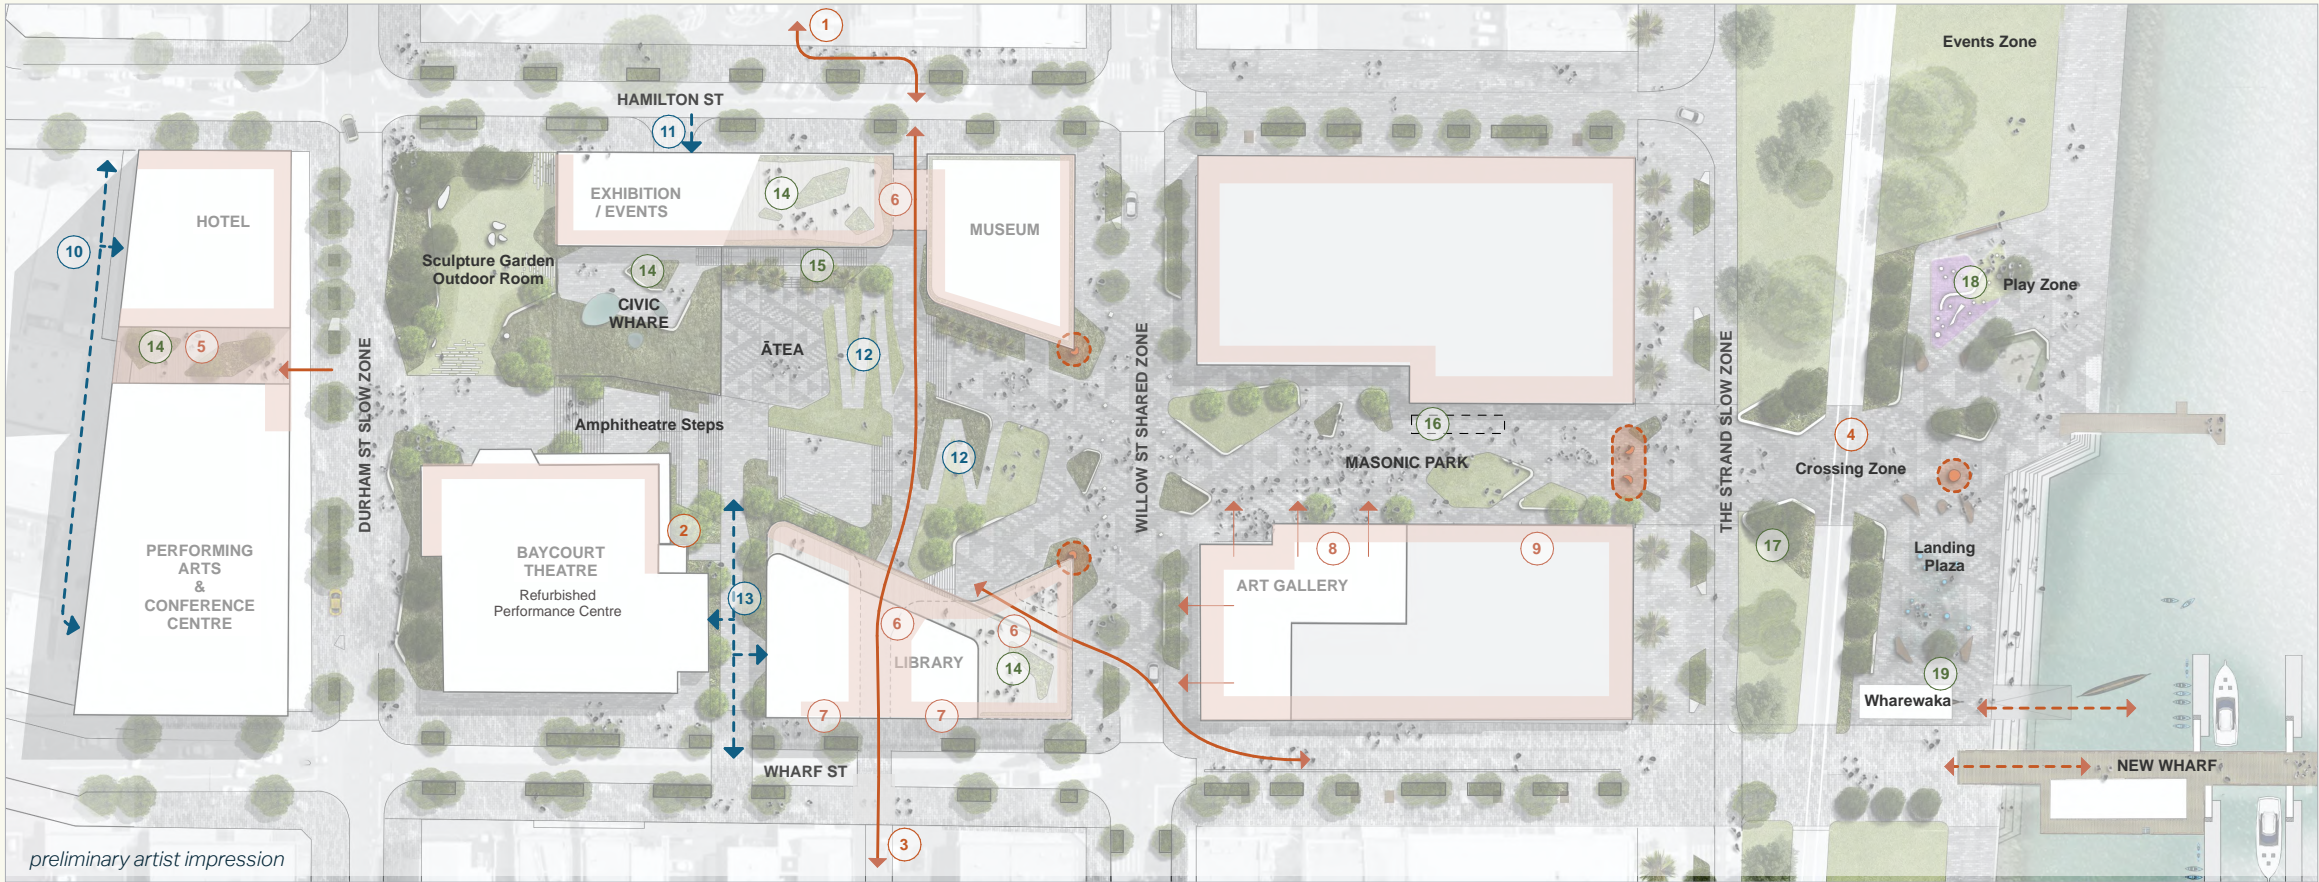 1
Events Zone
HAMILTON ST
11
HOTEL
10
14
5
DURHAM ST SLOW ZONE
PERFORMING
ARTS
&
CONFERENCE
CENTRE
EXHIBITION
/ EVENTS
14
6
MUSEUM
Sculpture Garden
Outdoor Room
14
15
CIVIC
WHARE
ĀTEA
12
Amphitheatre Steps
12
2
BAYCOURT
THEATRE
Refurbished
Performance Centre
13
6
6
LIBRARY
14
7
7
WHARF ST
3
WILLOW ST SHARED ZONE
16
MASONIC PARK
8
9
ART GALLERY
THE STRAND SLOW ZONE
18
Play Zone
4
Crossing Zone
17
Landing
Plaza
19
Wharewaka
NEW WHARF
preliminary artist impression